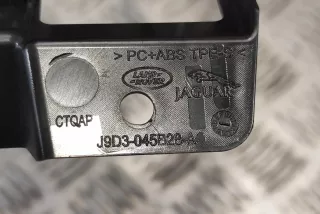 >PC+ABS TPE-S<
LAND-
ROVER
JAGUAR
CTQAP
J9D3-045B28-A